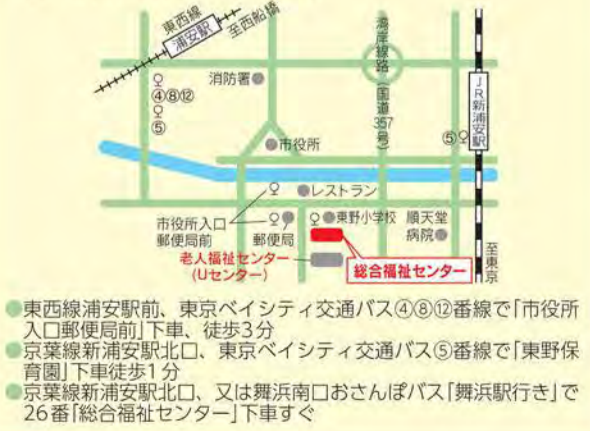 東西線
浦安駅
至西船橋
湾岸線路(国道357号)
JR新浦安駅
消防署
④⑧⑫
⑤
⑤
市役所
レストラン
市役所入口
郵便局前
郵便局
東野小学校
順天堂
病院
老人福祉センター
(Uセンター)
総合福祉センター
至東京
東西線浦安駅前、東京ベイシティ交通バス④⑧⑫番線で「市役所
入口郵便局前」下車、徒歩3分
京葉線新浦安駅北口、東京ベイシティ交通バス⑤番線で「東野保
育園」下車徒歩1分
京葉線新浦安駅北口、又は舞浜南口おさんぽバス「舞浜駅行き」で
26番「総合福祉センター」下車すぐ